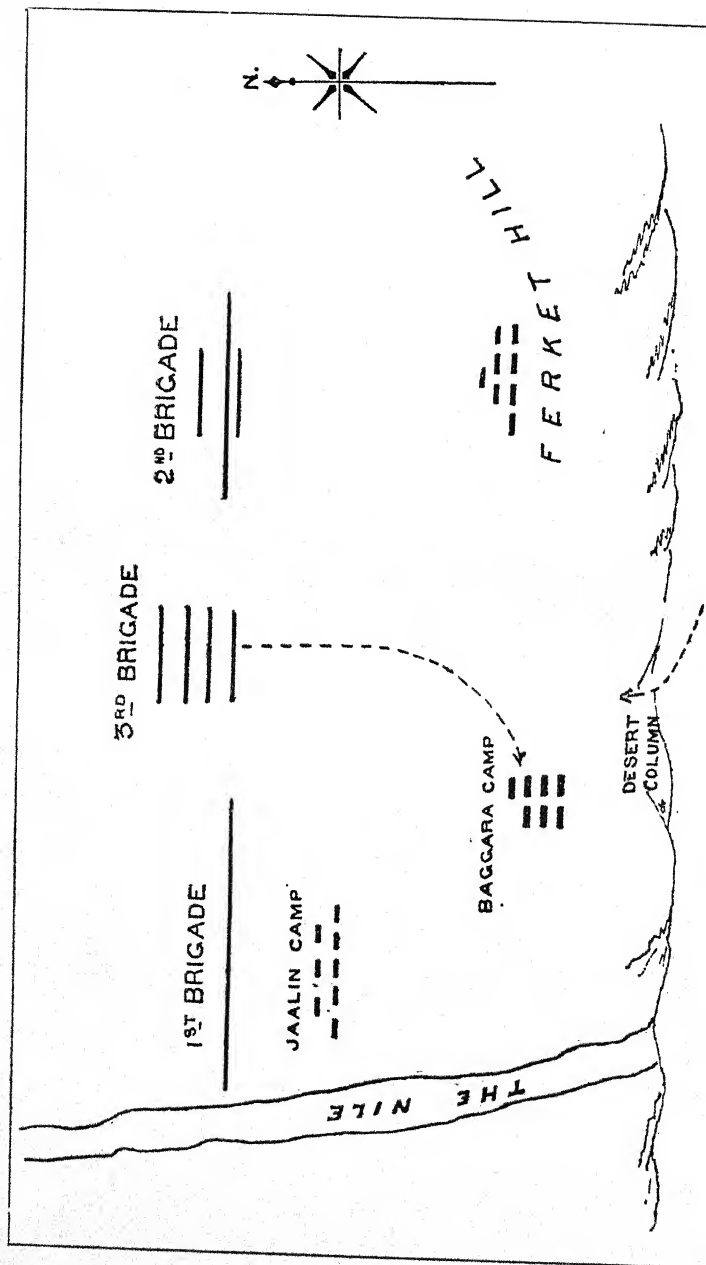 1ST BRIGADE
3RD BRIGADE
2ND BRIGADE
N.
JAALIN CAMP
THE NILE
BAGGARA CAMP
FERKET HILL
DESERT
COLUMN